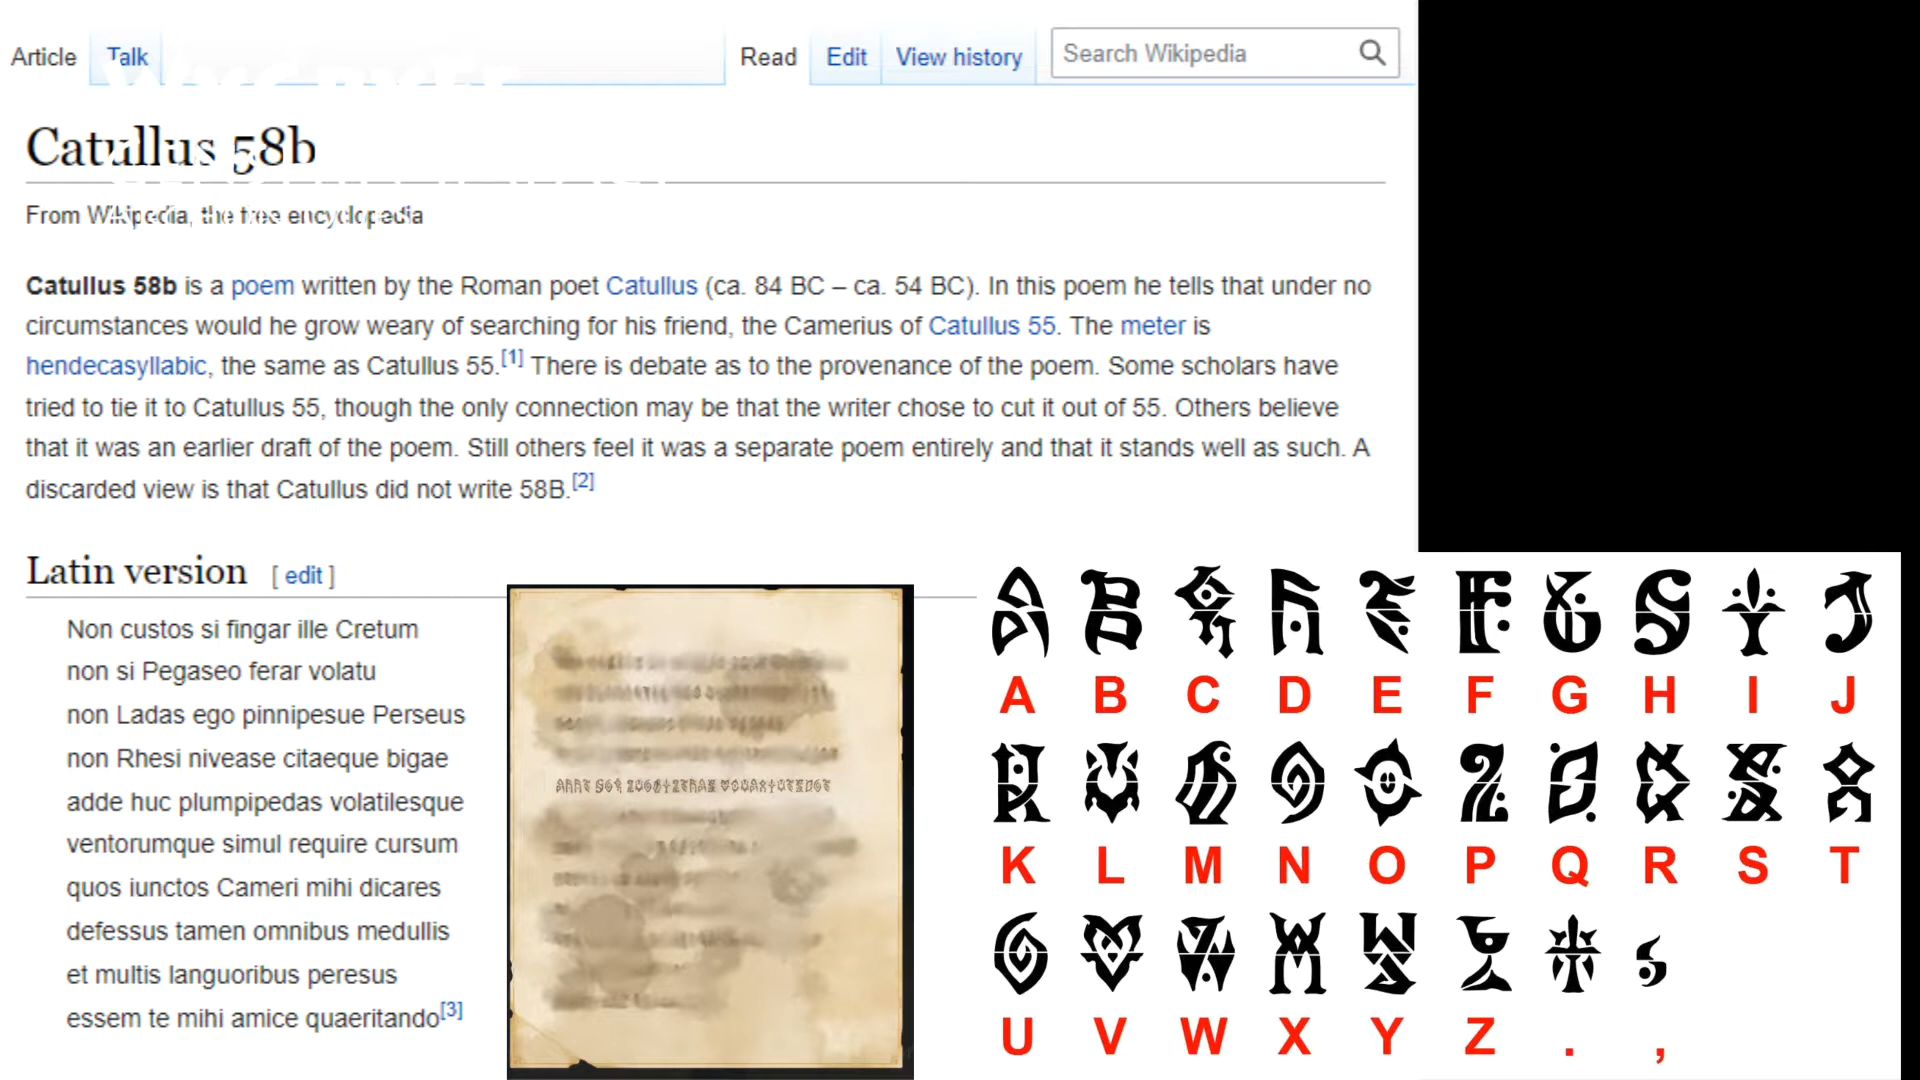 Article Talk Read Edit View history Search Wikipedia
Catullus 58b
From Wikipedia, the free encyclopedia
Catullus 58b is a poem written by the Roman poet Catullus (ca. 84 BC – ca. 54 BC). In this poem he tells that under no
circumstances would he grow weary of searching for his friend, the Camerius of Catullus 55. The meter is
hendecasyllabic, the same as Catullus 55.[1] There is debate as to the provenance of the poem. Some scholars have
tried to tie it to Catullus 55, though the only connection may be that the writer chose to cut it out of 55. Others believe
that it was an earlier draft of the poem. Still others feel it was a separate poem entirely and that it stands well as such. A
discarded view is that Catullus did not write 58B.[2]
Latin version [ edit ]
Non custos si fingar ille Cretum
non si Pegaseo ferar volatu
non Ladas ego pinnipesue Perseus
non Rhesi nivease citaeque bigae
adde huc plumpipedas volatilesque
ventorumque simul require cursum
quos iunctos Cameri mihi dicares
defessus tamen omnibus medullis
et multis languoribus peresus
essem te mihi amice quaeritando[3]
A B C D E F G H I J
K L M N O P Q R S T
U V W X Y Z . ,